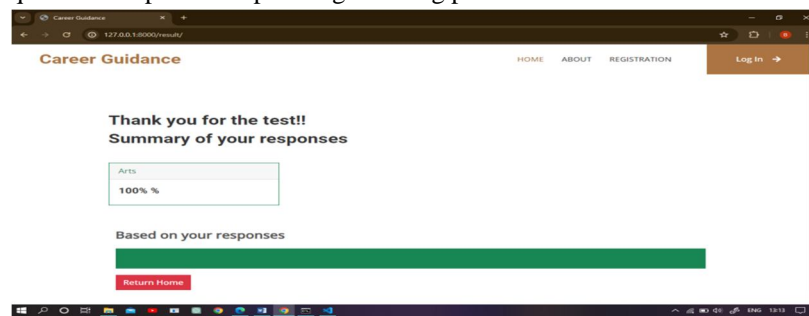 Career Guidance
127.0.0.1:8000/result/
Career Guidance
HOME ABOUT REGISTRATION Log In →
Thank you for the test!!
Summary of your responses
Arts
100% %
Based on your responses
Return Home
ENG 13:13